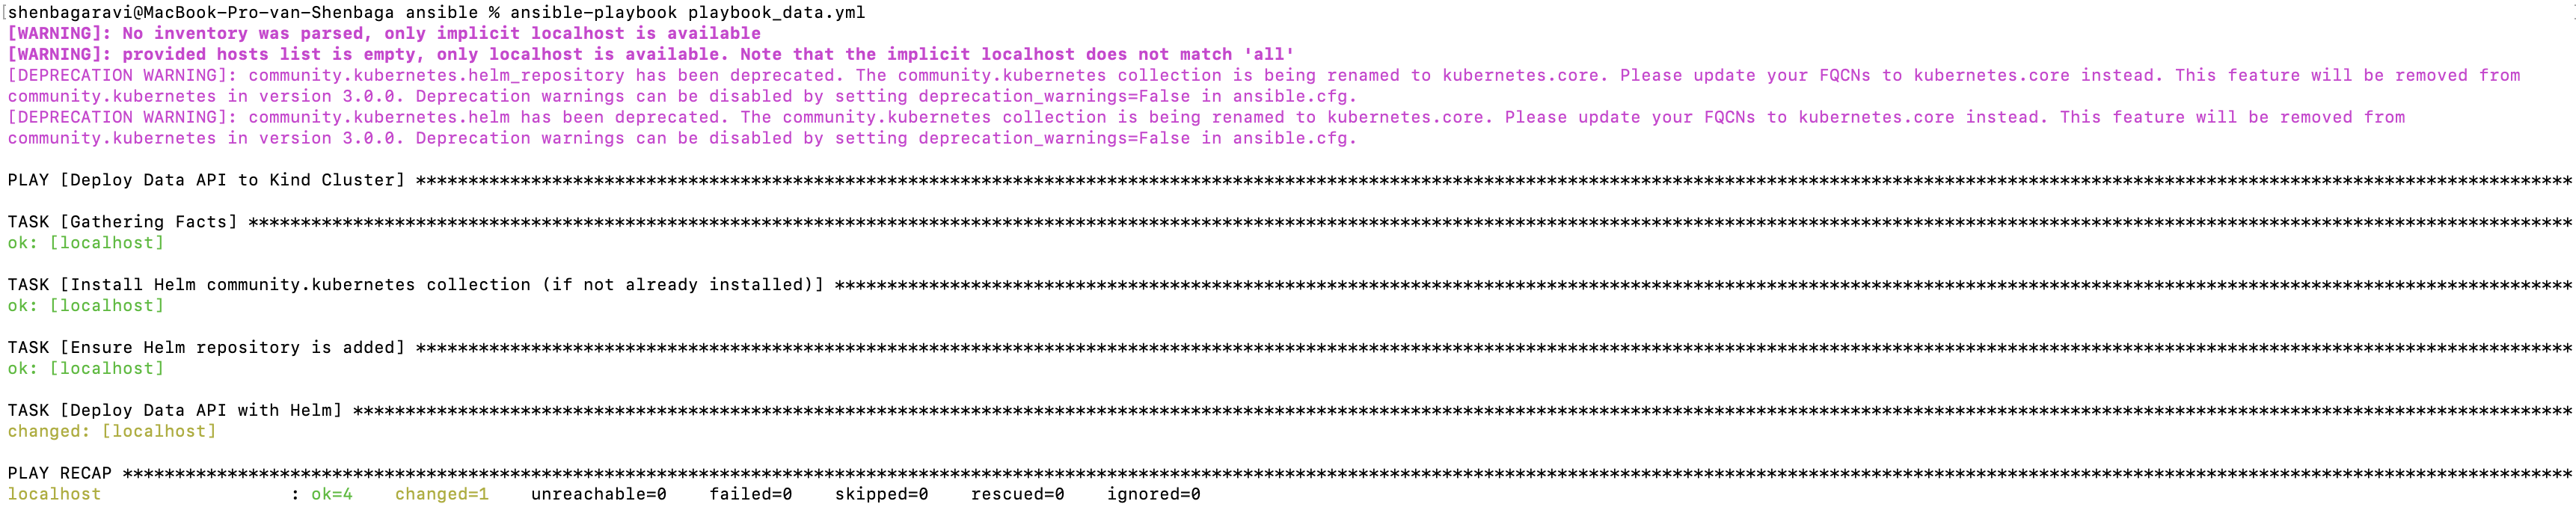 shenbagaravi@MacBook-Pro-van-Shenbaga ansible % ansible-playbook playbook_data.yml
[WARNING]: No inventory was parsed, only implicit localhost is available
[WARNING]: provided hosts list is empty, only localhost is available. Note that the implicit localhost does not match 'all'
[DEPRECATION WARNING]: community.kubernetes.helm_repository has been deprecated. The community.kubernetes collection is being renamed to kubernetes.core. Please update your FQCNs to kubernetes.core instead. This feature will be removed from
community.kubernetes in version 3.0.0. Deprecation warnings can be disabled by setting deprecation_warnings=False in ansible.cfg.
[DEPRECATION WARNING]: community.kubernetes.helm has been deprecated. The community.kubernetes collection is being renamed to kubernetes.core. Please update your FQCNs to kubernetes.core instead. This feature will be removed from
community.kubernetes in version 3.0.0. Deprecation warnings can be disabled by setting deprecation_warnings=False in ansible.cfg.
PLAY [Deploy Data API to Kind Cluster] ****************************************************************
TASK [Gathering Facts] ****************************************************************
ok: [localhost]
TASK [Install Helm community.kubernetes collection (if not already installed)] ****************************************************************
ok: [localhost]
TASK [Ensure Helm repository is added] ****************************************************************
ok: [localhost]
TASK [Deploy Data API with Helm] ****************************************************************
changed: [localhost]
PLAY RECAP ****************************************************************
localhost : ok=4 changed=1 unreachable=0 failed=0 skipped=0 rescued=0 ignored=0